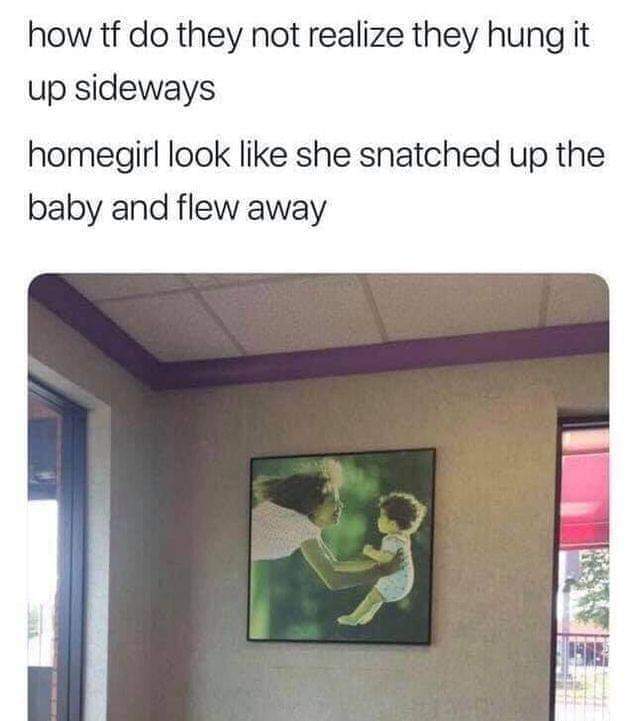 how tf do they not realize they hung it
up sideways
homegirl look like she snatched up the
baby and flew away